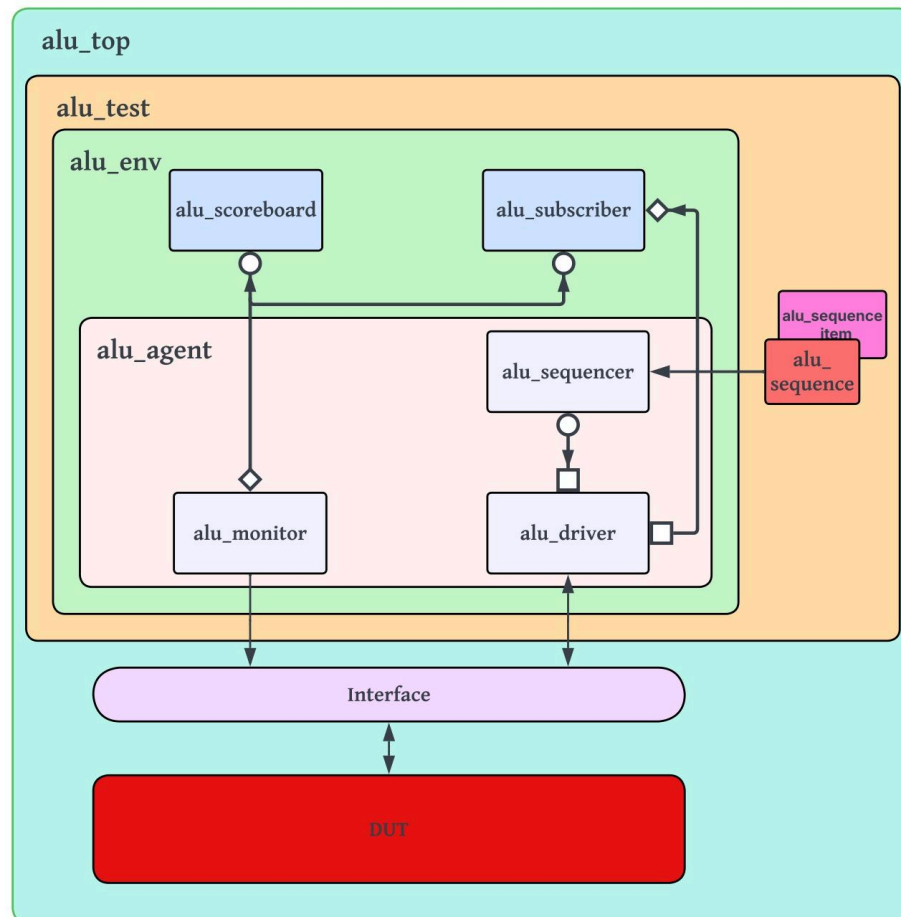 alu_top
alu_test
alu_env
alu_scoreboard
alu_subscriber
alu_sequence
item
alu_
sequence
alu_agent
alu_sequencer
alu_monitor
alu_driver
Interface
DUT